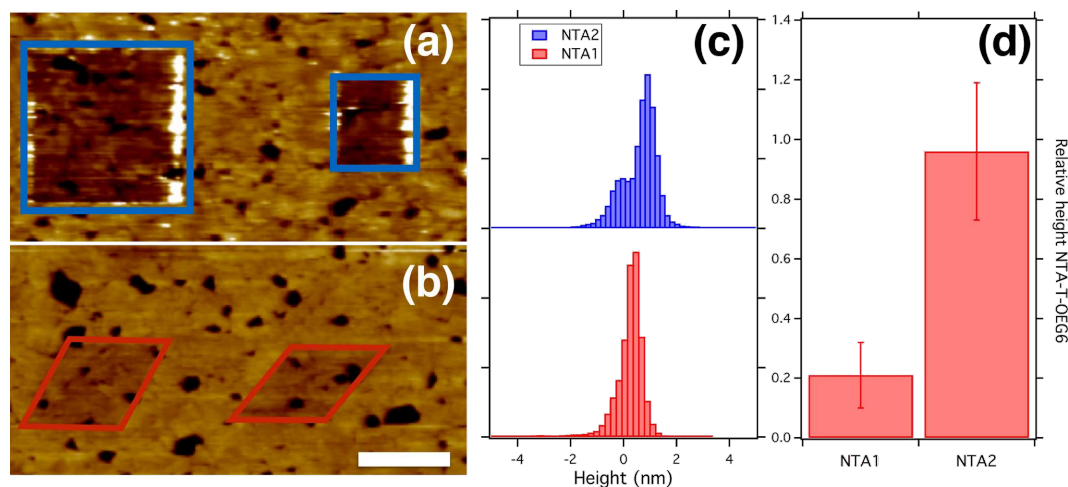 (a)
(b)
(c)
NTA2
NTA1
-4
-2
0
2
4
Height (nm)
(d)
1.4
1.2
1.0
0.8
0.6
0.4
0.2
0.0
NTA1
NTA2
Relative height NTA-T-OEG6